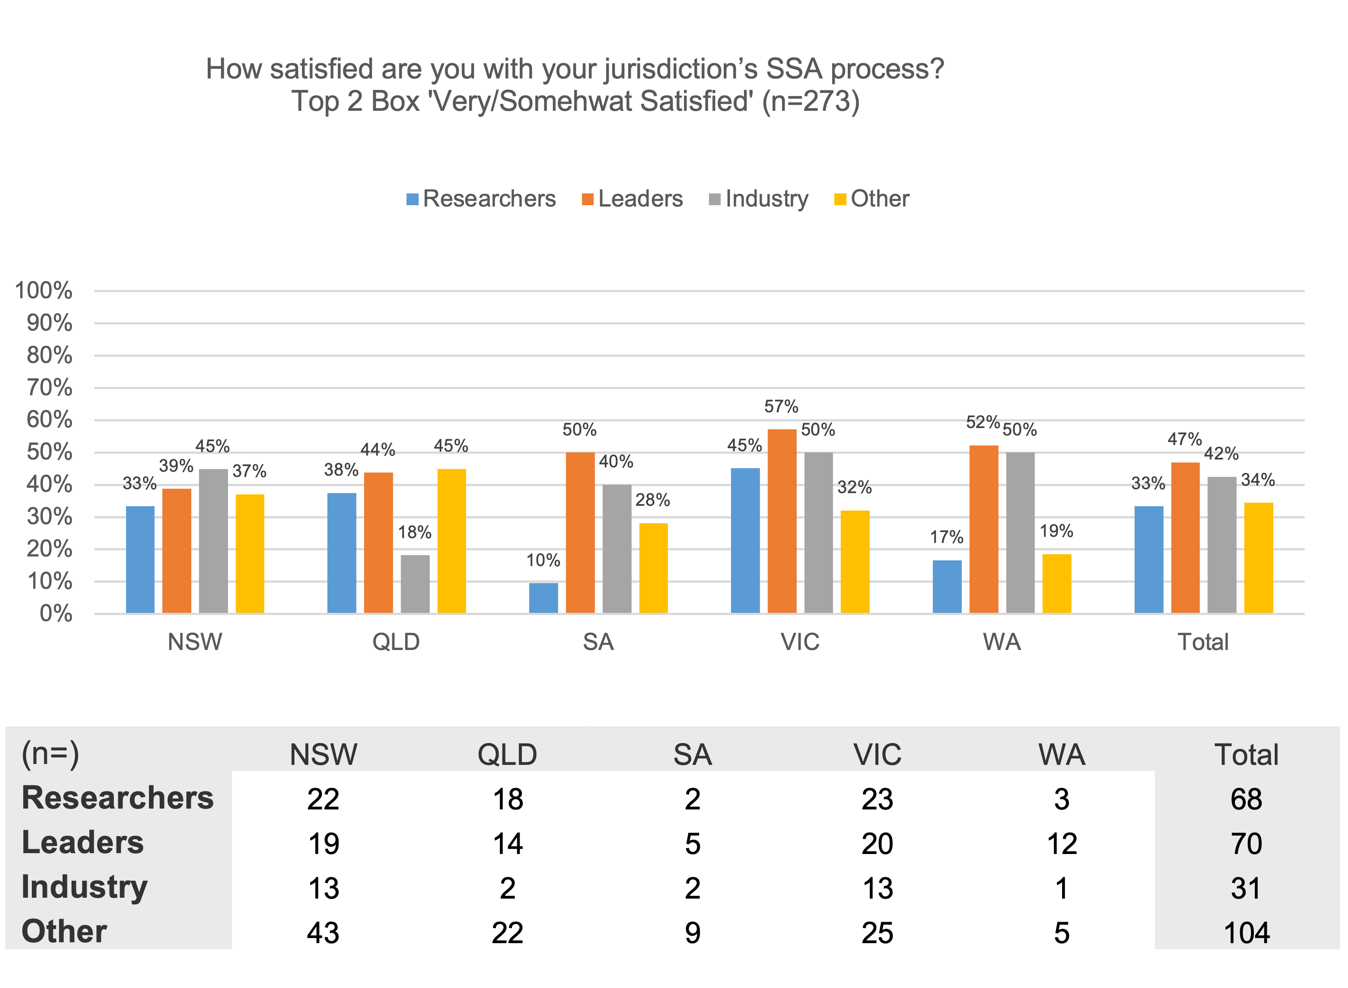 How satisfied are you with your jurisdiction’s SSA process?
Top 2 Box 'Very/Somehwat Satisfied' (n=273)
Researchers Leaders Industry Other
100%
90%
80%
70%
60%
50%
40%
30%
20%
10%
0%
33% 39% 45% 37%
38% 44% 18% 45%
10% 50% 40% 28%
45% 57% 50% 32%
17% 52% 50% 19%
33% 47% 42% 34%
NSW QLD SA VIC WA Total
(n=) NSW QLD SA VIC WA Total
Researchers 22 18 2 23 3 68
Leaders 19 14 5 20 12 70
Industry 13 2 2 13 1 31
Other 43 22 9 25 5 104